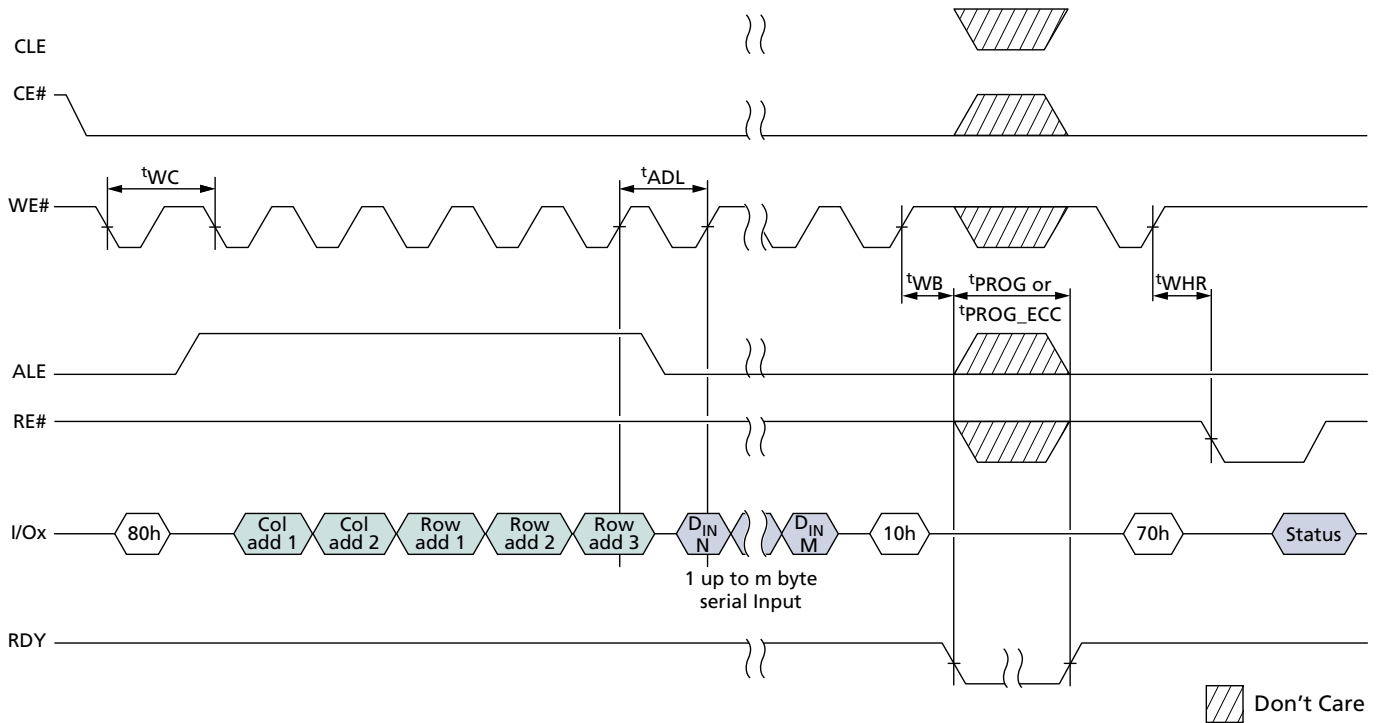 CLE
CE#
tWC
tADL
WE#
tWB
tPROG or
tPROG_ECC
tWHR
ALE
RE#
I/Ox
80h
Col
add 1
Col
add 2
Row
add 1
Row
add 2
Row
add 3
DIN
N
DIN
M
10h
70h
Status
1 up to m byte
serial Input
RDY
Don't Care